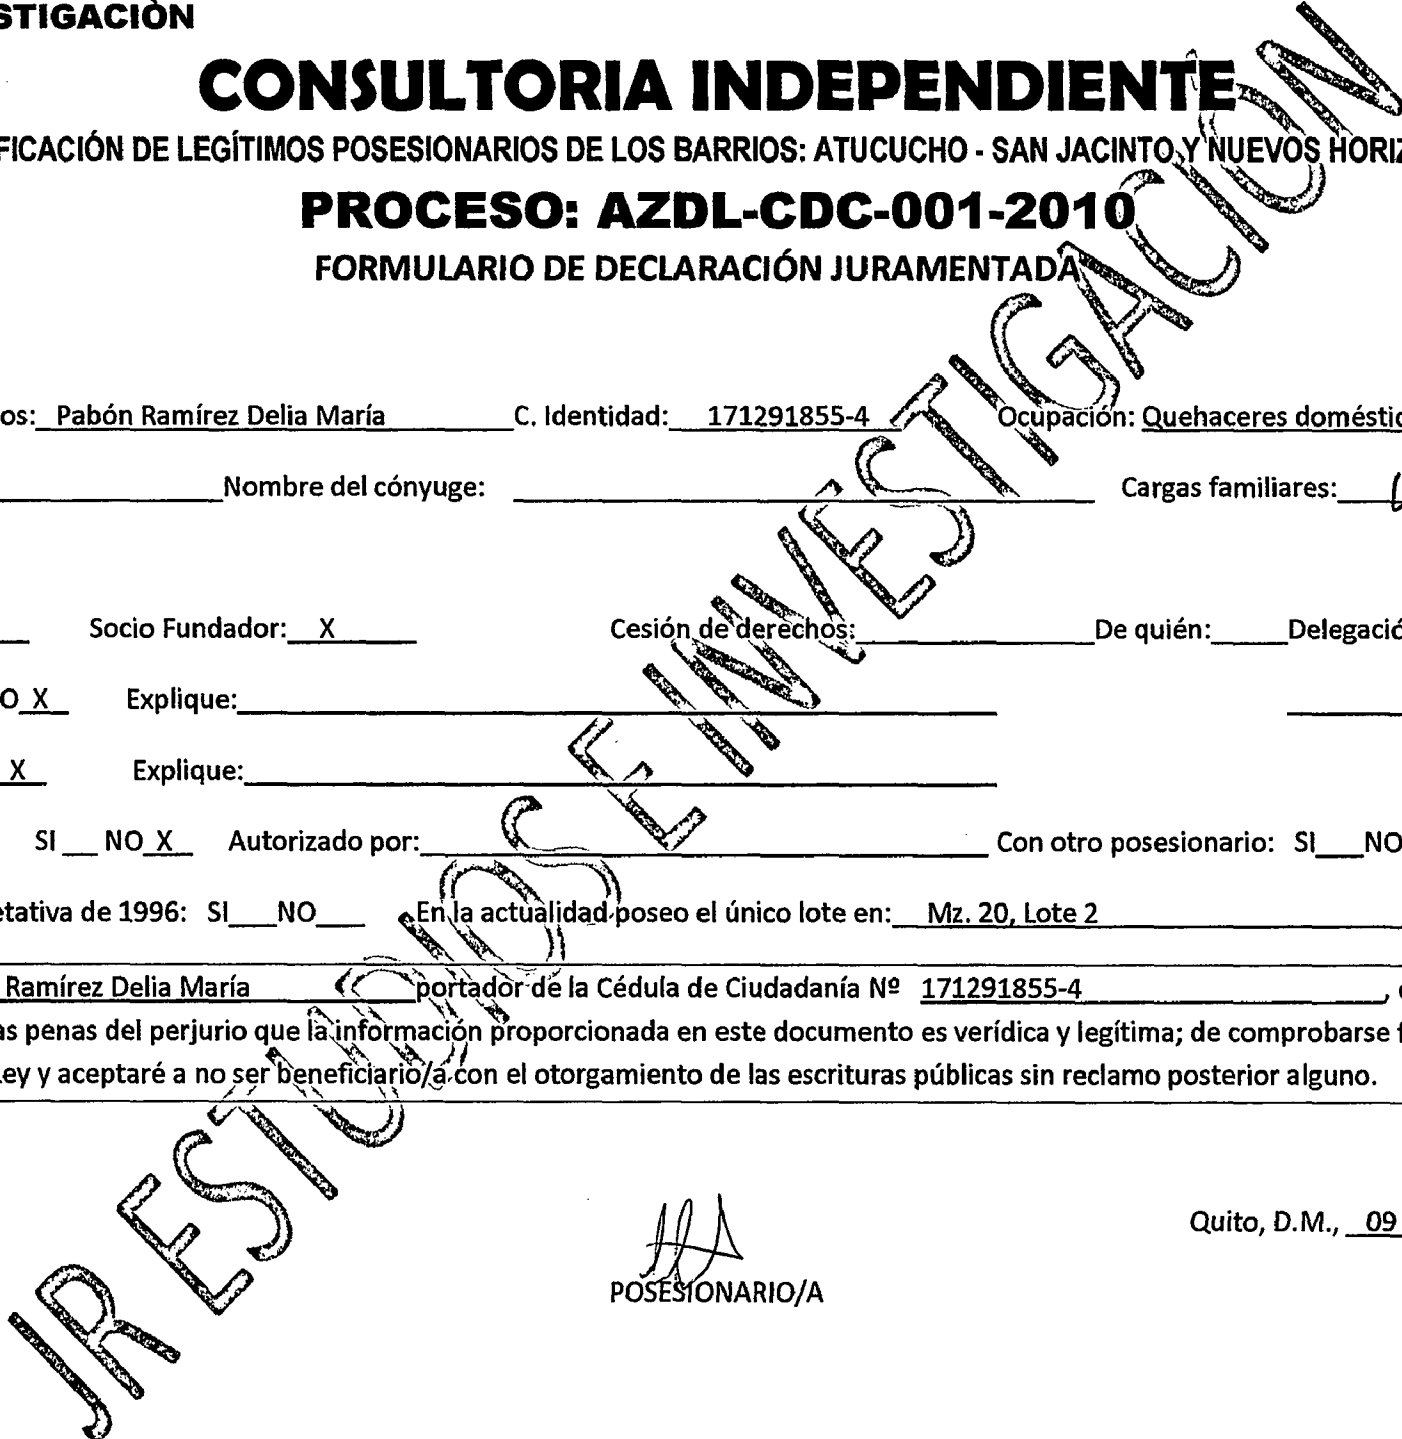 STIGACIÒN
CONSULTORIA INDEPENDIENTE
FICACIÓN DE LEGÍTIMOS POSESIONARIOS DE LOS BARRIOS: ATUCUCHO - SAN JACINTO Y NUEVOS HORIZ
PROCESO: AZDL-CDC-001-2010
FORMULARIO DE DECLARACIÓN JURAMENTADA
os: Pabón Ramírez Delia María C. Identidad: 171291855-4 Ocupación: Quehaceres doméstic
Nombre del cónyuge: Cargas familiares:
Socio Fundador: X Cesión de derechos: De quién: Delegació
O X Explique:
X Explique:
SI NO X Autorizado por: Con otro posesionario: SI NO
etativa de 1996: SI NO En la actualidad poseo el único lote en: Mz. 20, Lote 2
Ramírez Delia María portador de la Cédula de Ciudadanía Nº 171291855-4 ,
as penas del perjurio que la información proporcionada en este documento es verídica y legítima; de comprobarse f
Ley y aceptaré a no ser beneficiario/a con el otorgamiento de las escrituras públicas sin reclamo posterior alguno.
Quito, D.M., 09
POSESIONARIO/A
JR ESTUDIOS E INVESTIGACION